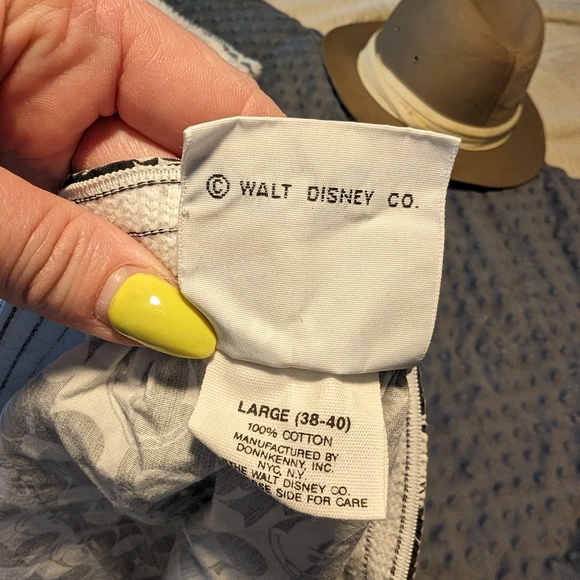 © WALT DISNEY CO.
LARGE (38-40)
100% COTTON
MANUFACTURED BY
DONNKENNY, INC.
NYC, N.Y.
THE WALT DISNEY CO.
SIDE FOR CARE